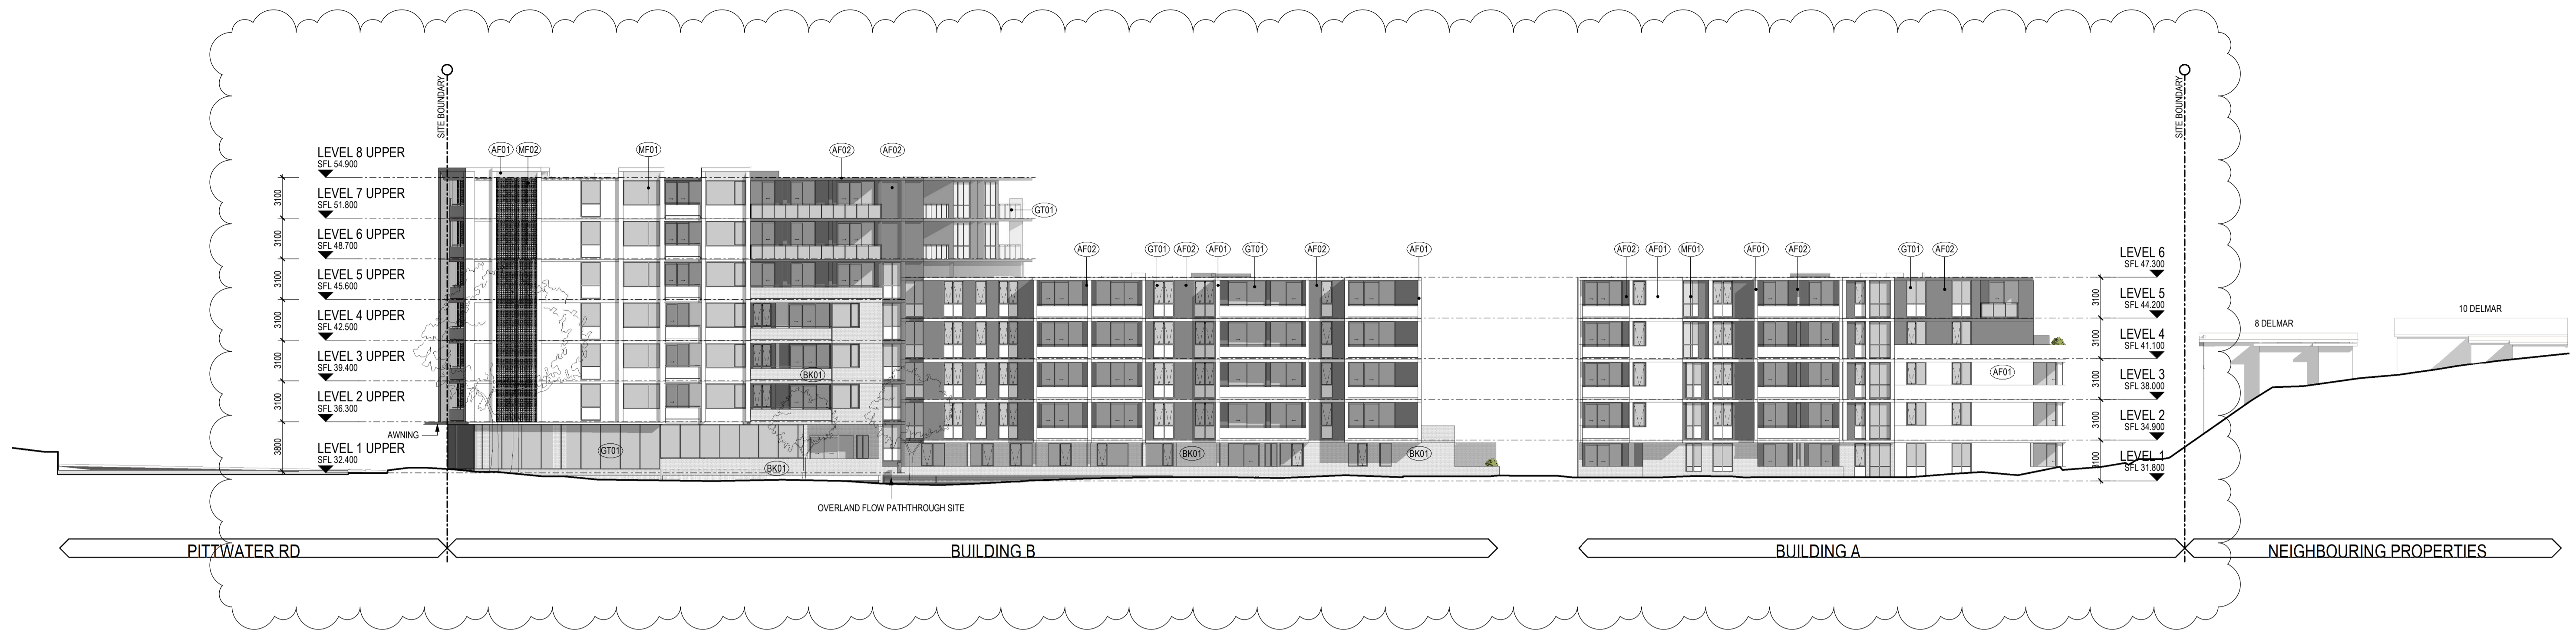 SITE BOUNDARY
SITE BOUNDARY
LEVEL 8 UPPER
SFL 54.900
LEVEL 7 UPPER
SFL 51.800
LEVEL 6 UPPER
SFL 48.700
LEVEL 5 UPPER
SFL 45.600
LEVEL 4 UPPER
SFL 42.500
LEVEL 3 UPPER
SFL 39.400
LEVEL 2 UPPER
SFL 36.300
LEVEL 1 UPPER
SFL 32.400
3100
3100
3100
3100
3100
3100
3800
AWNING
AF01
MF02
MF01
AF02
AF02
GT01
BK01
GT01
BK01
AF02
GT01
AF02
AF01
GT01
AF02
AF01
BK01
BK01
OVERLAND FLOW PATHTHROUGH SITE
AF02
AF01
MF01
AF01
AF02
GT01
AF02
AF01
LEVEL 6
SFL 47.300
LEVEL 5
SFL 44.200
LEVEL 4
SFL 41.100
LEVEL 3
SFL 38.000
LEVEL 2
SFL 34.900
LEVEL 1
SFL 31.800
3100
3100
3100
3100
3100
8 DELMAR
10 DELMAR
PITTWATER RD
BUILDING B
BUILDING A
NEIGHBOURING PROPERTIES